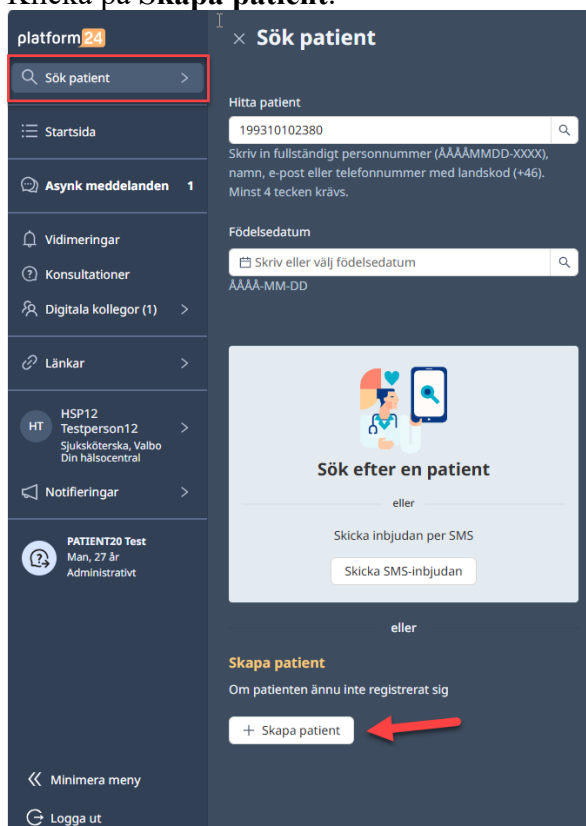 Klicka på Skapa patient.
platform24
Sök patient
Startsida
Asynk meddelanden 1
Vidimeringar
Konsultationer
Digitala kollegor (1)
Länkar
HT
HSP12
Testperson12
Sjuksköterska, Valbo
Din hälsocentral
Notifieringar
PATIENT20 Test
Man, 27 år
Administrativt
Minimera meny
Logga ut
× Sök patient
Hitta patient
199310102380
Skriv in fullständigt personnummer (ÅÅÅÅMMDD-XXXX),
namn, e-post eller telefonnummer med landskod (+46).
Minst 4 tecken krävs.
Födelsedatum
Skriv eller välj födelsedatum
ÅÅÅÅ-MM-DD
Sök efter en patient
eller
Skicka inbjudan per SMS
Skicka SMS-inbjudan
eller
Skapa patient
Om patienten ännu inte registrerat sig
+ Skapa patient